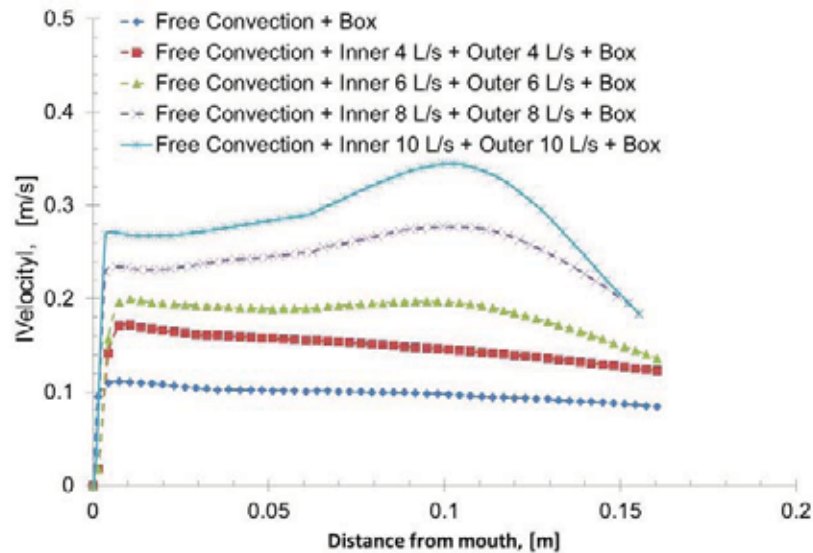 0.5
0.4
0.3
0.2
0.1
0
|Velocity|, [m/s]
Free Convection + Box
Free Convection + Inner 4 L/s + Outer 4 L/s + Box
Free Convection + Inner 6 L/s + Outer 6 L/s + Box
Free Convection + Inner 8 L/s + Outer 8 L/s + Box
Free Convection + Inner 10 L/s + Outer 10 L/s + Box
0 0.05 0.1 0.15 0.2
Distance from mouth, [m]